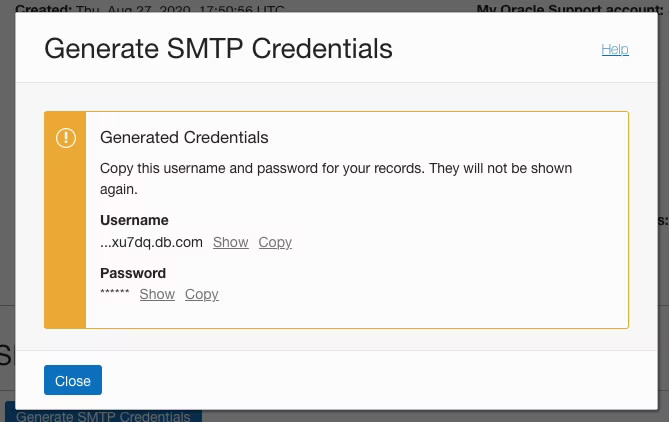 Created: Thu, Aug 27, 2020, 17:50:56 UTC My Oracle Support account:
Generate SMTP Credentials Help
Generated Credentials
Copy this username and password for your records. They will not be shown
again.
Username
...xu7dq.db.com Show Copy
Password
****** Show Copy
Close
Generate SMTP Credentials